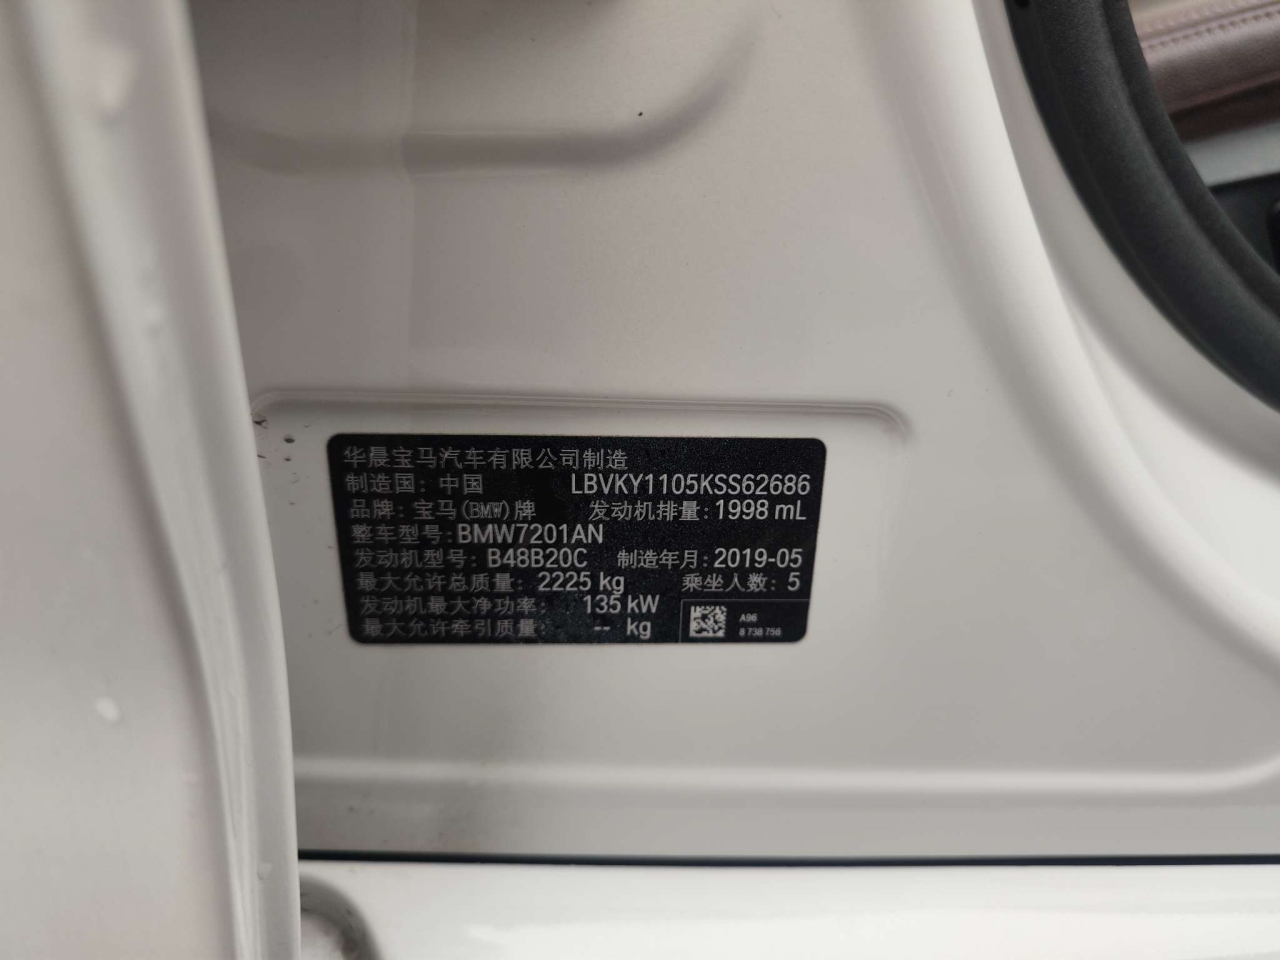 华晨宝马汽车有限公司制造
制造国: 中国 LBVKY1105KSS62686
品牌: 宝马(BMW)牌 发动机排量: 1998 mL
整车型号: BMW7201AN
发动机型号: B48B20C 制造年月: 2019-05
最大允许总质量: 2225 kg 乘坐人数: 5
发动机最大净功率: 135 kW
最大允许牵引质量: -- kg
A96
8 738 756